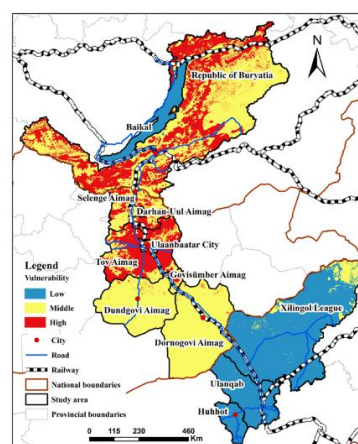 N
Republic of Buryatia
Baikal
Selenge Aimag
Darhan-Uul Aimag
Ulaanbaatar City
Tov Aimag
Govisümber Aimag
Legend
Vulnerability
Low
Middle
High
City
Road
Railway
National boundaries
Study area
Provincial boundaries
Xilingol League
Dundgovi Aimag
Dornogovi Aimag
Ulanqab
Huhhot
0 115 230 460
Km